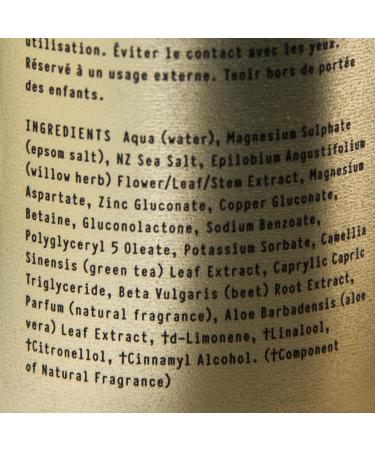 utilisation. Éviter le contact avec les yeux.
Réservé à un usage externe. Tenir hors de portée
des enfants.
INGREDIENTS Aqua (water), Magnesium Sulphate
(epsom salt), NZ Sea Salt, Epilobium Angustifolium
(willow herb) Flower/Leaf/Stem Extract, Magnesium
Aspartate, Zinc Gluconate, Copper Gluconate,
Betaine, Gluconolactone, Sodium Benzoate,
Polyglyceryl 5 Oleate, Potassium Sorbate, Camellia
Sinensis (green tea) Leaf Extract, Caprylic Capric
Triglyceride, Beta Vulgaris (beet) Root Extract,
Parfum (natural fragrance), Aloe Barbadensis (aloe
vera) Leaf Extract, †d-Limonene, †Linalool,
†Citronellol, †Cinnamyl Alcohol. (†Component
of Natural Fragrance)